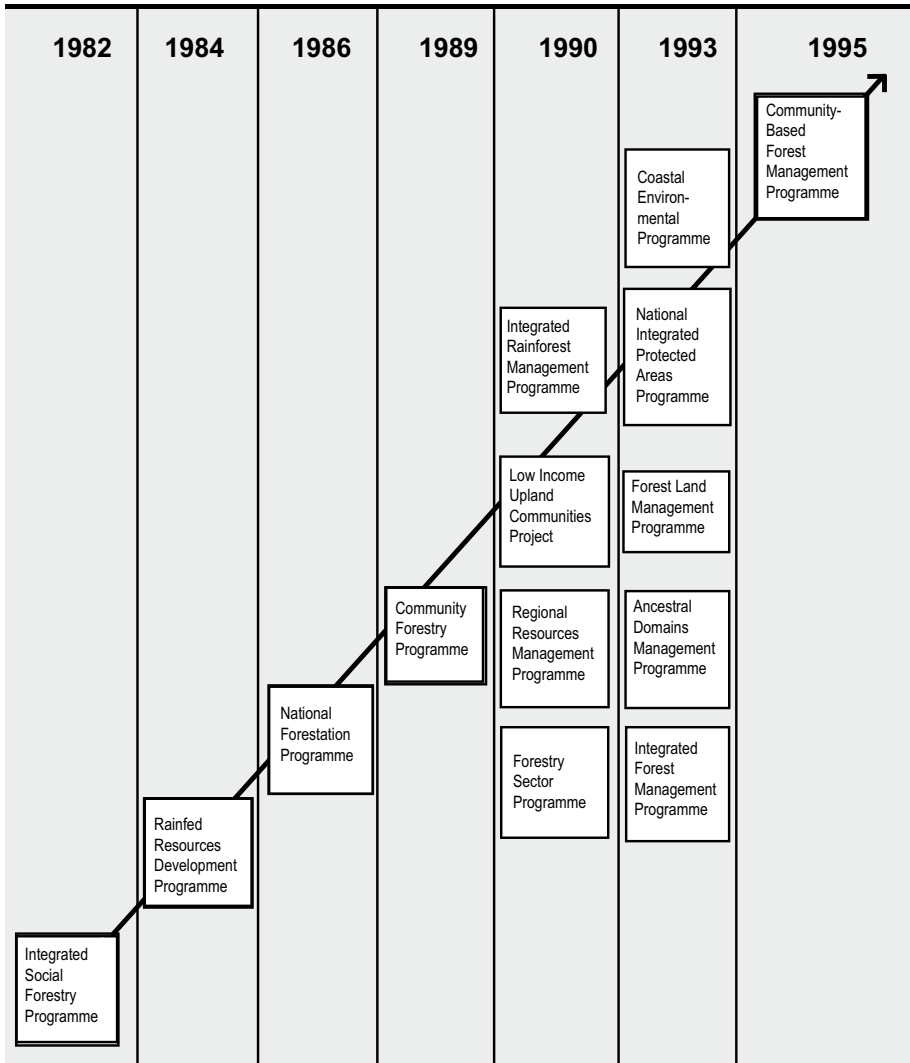 1982
1984
1986
1989
1990
1993
1995
Integrated
Social
Forestry
Programme
Rainfed
Resources
Development
Programme
National
Forestation
Programme
Community
Forestry
Programme
Integrated
Rainforest
Management
Programme
Low Income
Upland
Communities
Project
Regional
Resources
Management
Programme
Forestry
Sector
Programme
Coastal
Environ-
mental
Programme
National
Integrated
Protected
Areas
Programme
Forest Land
Management
Programme
Ancestral
Domains
Management
Programme
Integrated
Forest
Management
Programme
Community-
Based
Forest
Management
Programme